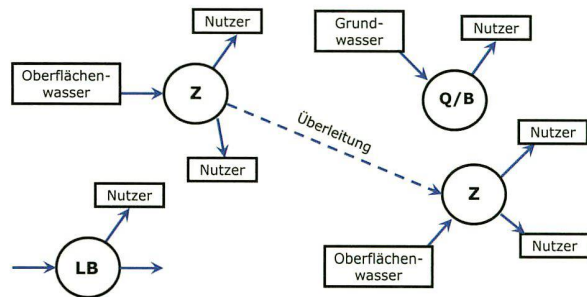 Nutzer
Oberflächen-
wasser
Z
Nutzer
Grund-
wasser
Nutzer
Q/B
Überleitung
Nutzer
Z
Nutzer
Oberflächen-
wasser
Nutzer
LB